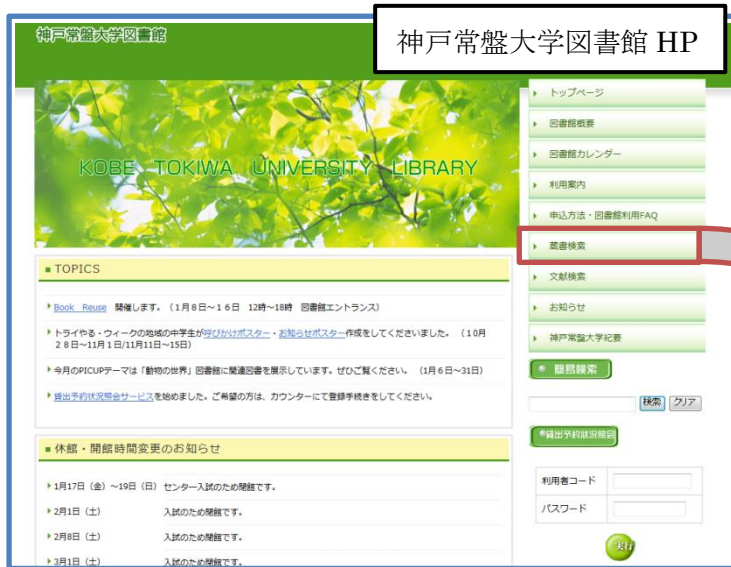 神戸常盤大学図書館
神戸常盤大学図書館 HP
KOBE TOKIWA UNIVERSITY LIBRARY
トップページ
図書館概要
図書館カレンダー
利用案内
申込方法・図書館利用FAQ
蔵書検索
文献検索
お知らせ
神戸常盤大学紀要
簡易検索
検索 クリア
貸出予約状況照会
利用者コード
パスワード
実行
TOPICS
Book Reuse 開催します。（1月8日～16日 12時～18時 図書館エントランス）
トライやる・ウィークの地域の中学生が呼びかけポスター・お知らせポスター作成をしてくださいました。（10月
28日～11月1日/11月11日～15日）
今月のPICUPテーマは「動物の世界」図書館に関連図書を展示しています。ぜひご覧ください。（1月6日～31日）
貸出予約状況照会サービスを始めました。ご希望の方は、カウンターにて登録手続きをしてください。
休館・開館時間変更のお知らせ
1月17日（金）～19日（日） センター入試のため閉館です。
2月1日（土） 入試のため閉館です。
2月8日（土） 入試のため閉館です。
3月1日（土） 入試のため閉館です。